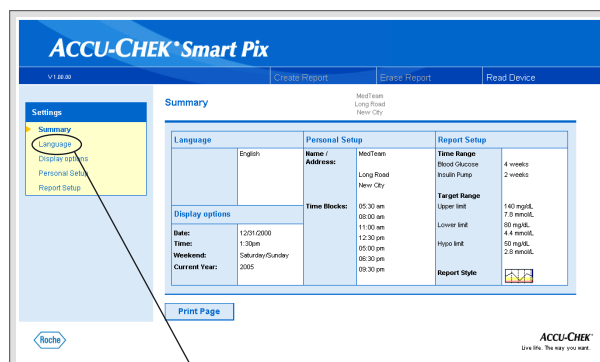 ACCU-CHEK® Smart Pix
V 1.00.00
Create Report
Erase Report
Read Device
Settings
Summary
Language
Display options
Personal Setup
Report Setup
Summary
MedTeam
Long Road
New City
Language
English
Display options
Date: 12/31/2000
Time: 1:30pm
Weekend: Saturday/Sunday
Current Year: 2005
Personal Setup
Name / Address: MedTeam
Long Road
New City
Time Blocks: 05:30 am
08:00 am
11:00 am
12:30 pm
05:00 pm
06:30 pm
09:30 pm
Report Setup
Time Range
Blood Glucose 4 weeks
Insulin Pump 2 weeks
Target Range
Upper limit 140 mg/dL
7.8 mmol/L
Lower limit 80 mg/dL
4.4 mmol/L
Hypo limit 50 mg/dL
2.8 mmol/L
Report Style
Print Page
Roche
ACCU-CHEK®
Live life. The way you want.